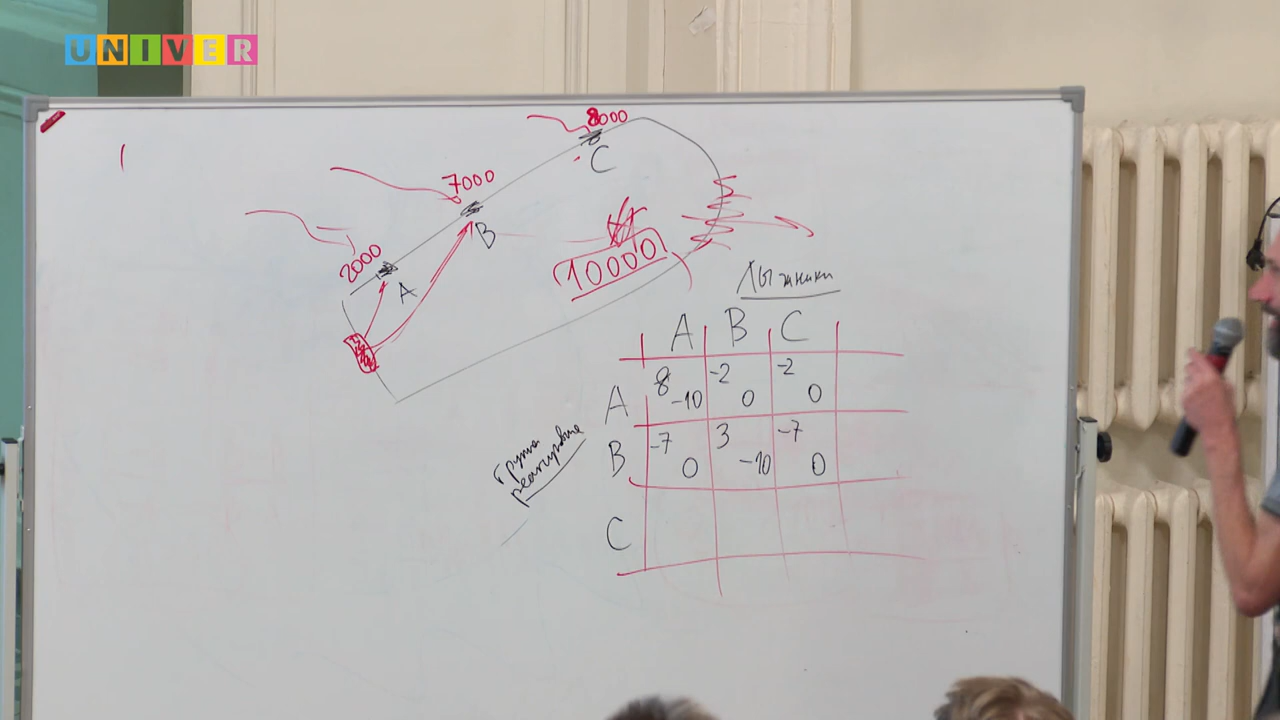 UNIVER
8000
C
7000
B
2000
A
10000
Лыжники
A B C
A 8 -10 -2 0 -2 0
Группа реагировые
B -7 0 3 -10 -7 0
C